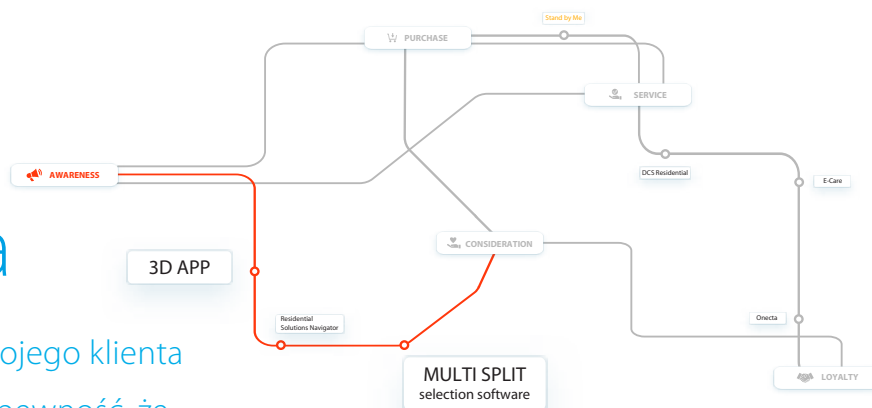 Stand by Me
PURCHASE
SERVICE
AWARENESS
DCS Residential
E-Care
CONSIDERATION
3D APP
Residential
Solutions Navigator
Onecta
ojego klienta
MULTI SPLIT
selection software
LOYALTY